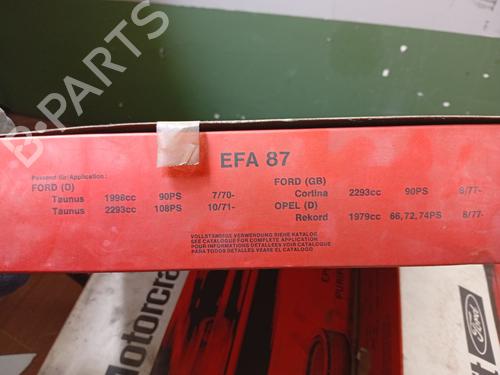 B-PARTS
EFA 87
Passend für/Application:
FORD (D)
Taunus 1998cc 90PS 7/70-
Taunus 2293cc 108PS 10/71-
FORD (GB)
Cortina 2293cc 90PS 8/77-
OPEL (D)
Rekord 1979cc 66,72,74PS 8/77-
VOLLSTÄNDIGE VERWENDUNG SIEHE KATALOG
SEE CATALOGUE FOR COMPLETE APPLICATION
POUR INFORMATIONS DETAILLEES VOIR CATALOGUE
PARA TODOS DETALLES VEASE EL CATALOGO
Motorcra
Ford